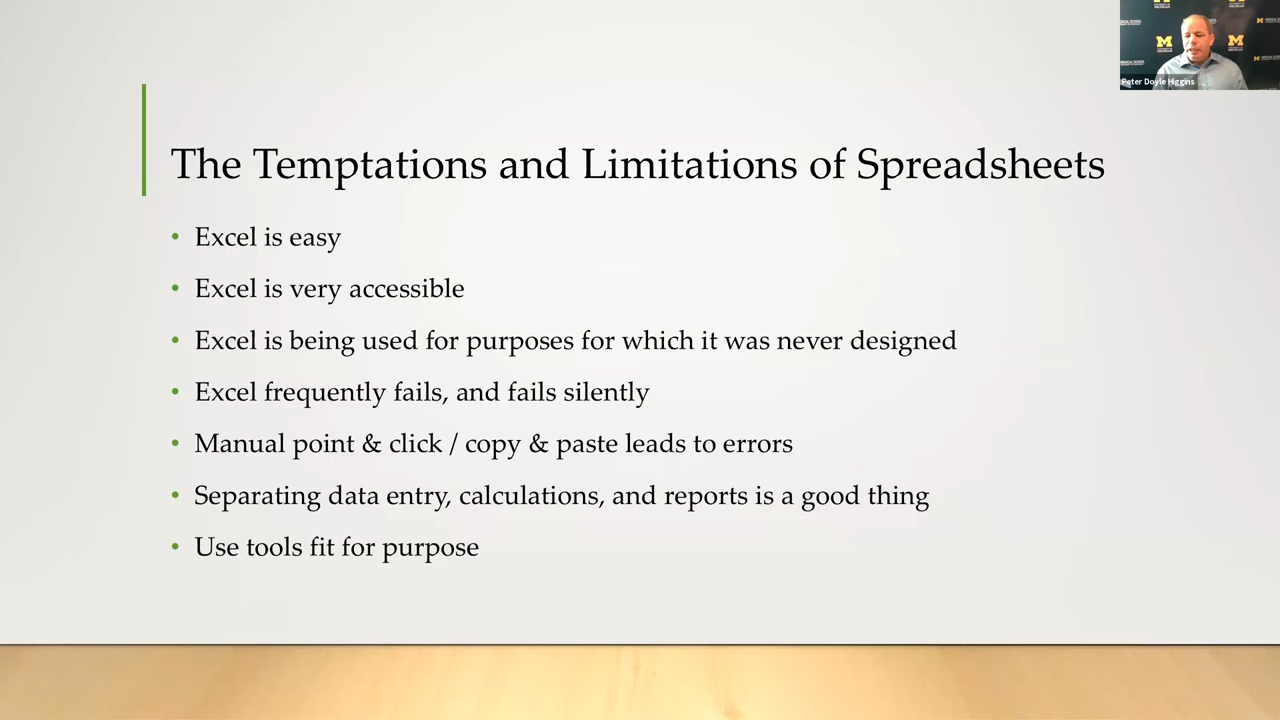 The Temptations and Limitations of Spreadsheets
• Excel is easy
• Excel is very accessible
• Excel is being used for purposes for which it was never designed
• Excel frequently fails, and fails silently
• Manual point & click / copy & paste leads to errors
• Separating data entry, calculations, and reports is a good thing
• Use tools fit for purpose
M
M
Peter Doyle Higgins